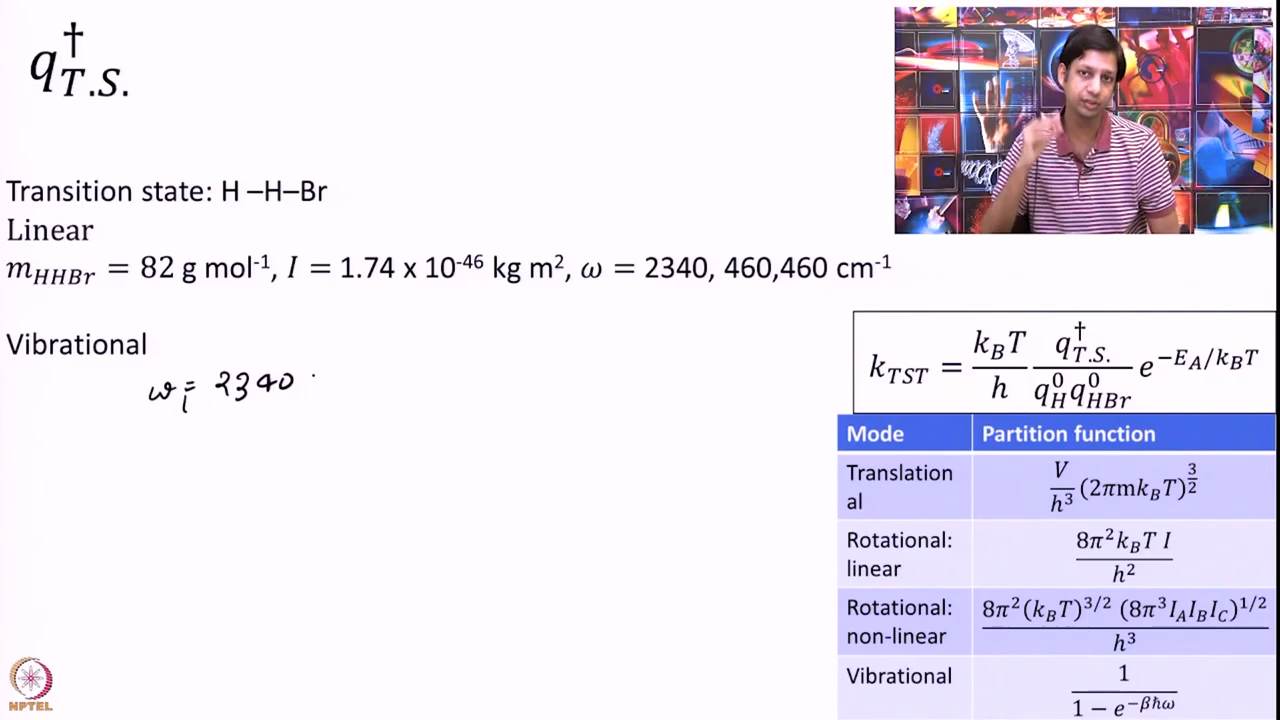 q†T.S.
Transition state: H –H–Br
Linear
mHHBr = 82 g mol-1, I = 1.74 x 10-46 kg m2, ω = 2340, 460,460 cm-1
Vibrational
ωi = 2340
kTST = kBT/h q†T.S./q0H q0HBr e−EA/kBT
Mode Partition function
Translational V/h3 (2πmkBT)3/2
Rotational: linear 8π2kBT I/h2
Rotational: non-linear 8π2(kBT)3/2 (8π3IAIBIC)1/2/h3
Vibrational 1/1 − e−βħω
NPTEL